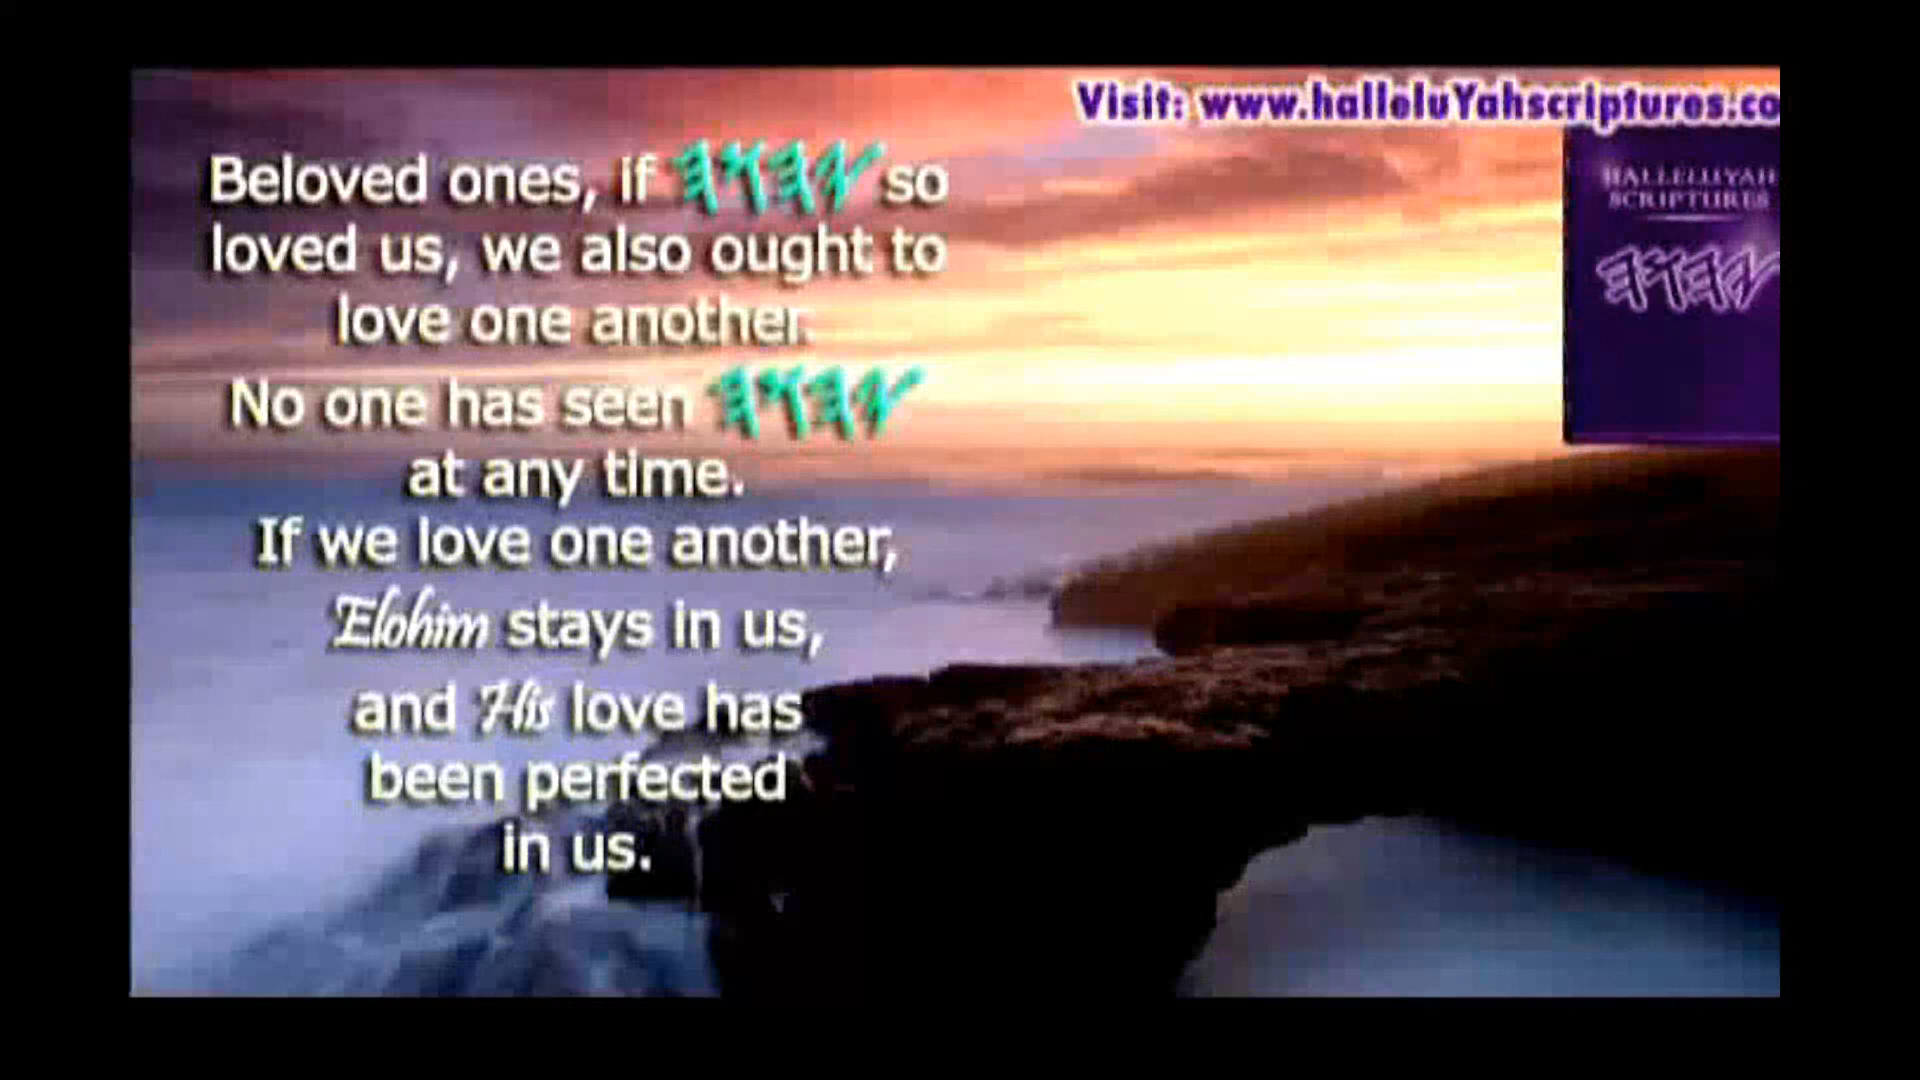 Visit: www.halleluYahscriptures.co
HALLELUYAH
SCRIPTURES
𐤉𐤄𐤅𐤄
Beloved ones, if 𐤉𐤄𐤅𐤄 so
loved us, we also ought to
love one another.
No one has seen 𐤉𐤄𐤅𐤄
at any time.
If we love one another,
Elohim stays in us,
and His love has
been perfected
in us.